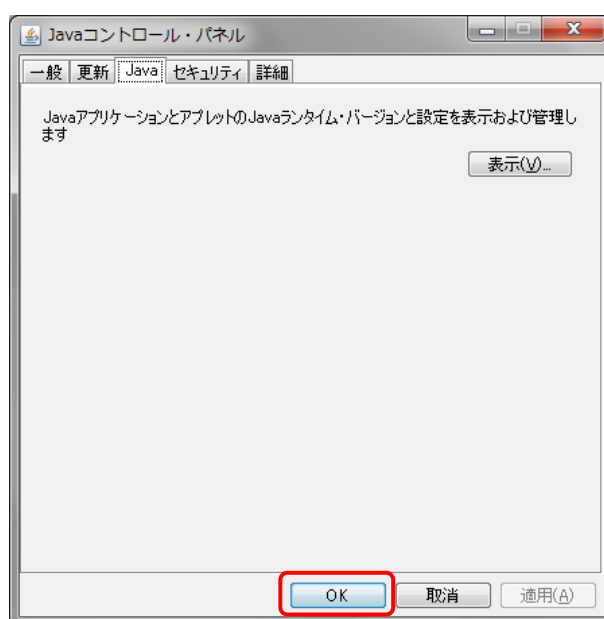 Javaコントロール・パネル
一般 更新 Java セキュリティ 詳細
JavaアプリケーションとアプレットのJavaランタイム・バージョンと設定を表示および管理し
ます
表示(V)...
OK 取消 適用(A)